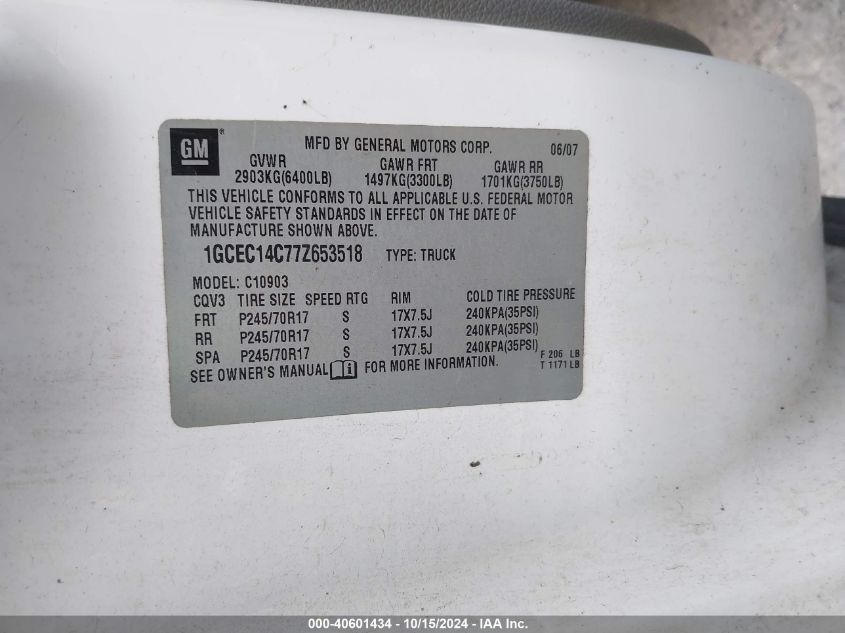 GM ® MFD BY GENERAL MOTORS CORP. 06/07
GVWR GAWR FRT GAWR RR
2903KG(6400LB) 1497KG(3300LB) 1701KG(3750LB)
THIS VEHICLE CONFORMS TO ALL APPLICABLE U.S. FEDERAL MOTOR
VEHICLE SAFETY STANDARDS IN EFFECT ON THE DATE OF
MANUFACTURE SHOWN ABOVE.
1GCEC14C77Z653518 TYPE: TRUCK
MODEL: C10903
CQV3 TIRE SIZE SPEED RTG RIM COLD TIRE PRESSURE
FRT P245/70R17 S 17X7.5J 240KPA(35PSI)
RR P245/70R17 S 17X7.5J 240KPA(35PSI)
SPA P245/70R17 S 17X7.5J 240KPA(35PSI) F 206 LB
SEE OWNER'S MANUAL i FOR MORE INFORMATION. T 1171 LB
000-40601434 - 10/15/2024 - IAA Inc.